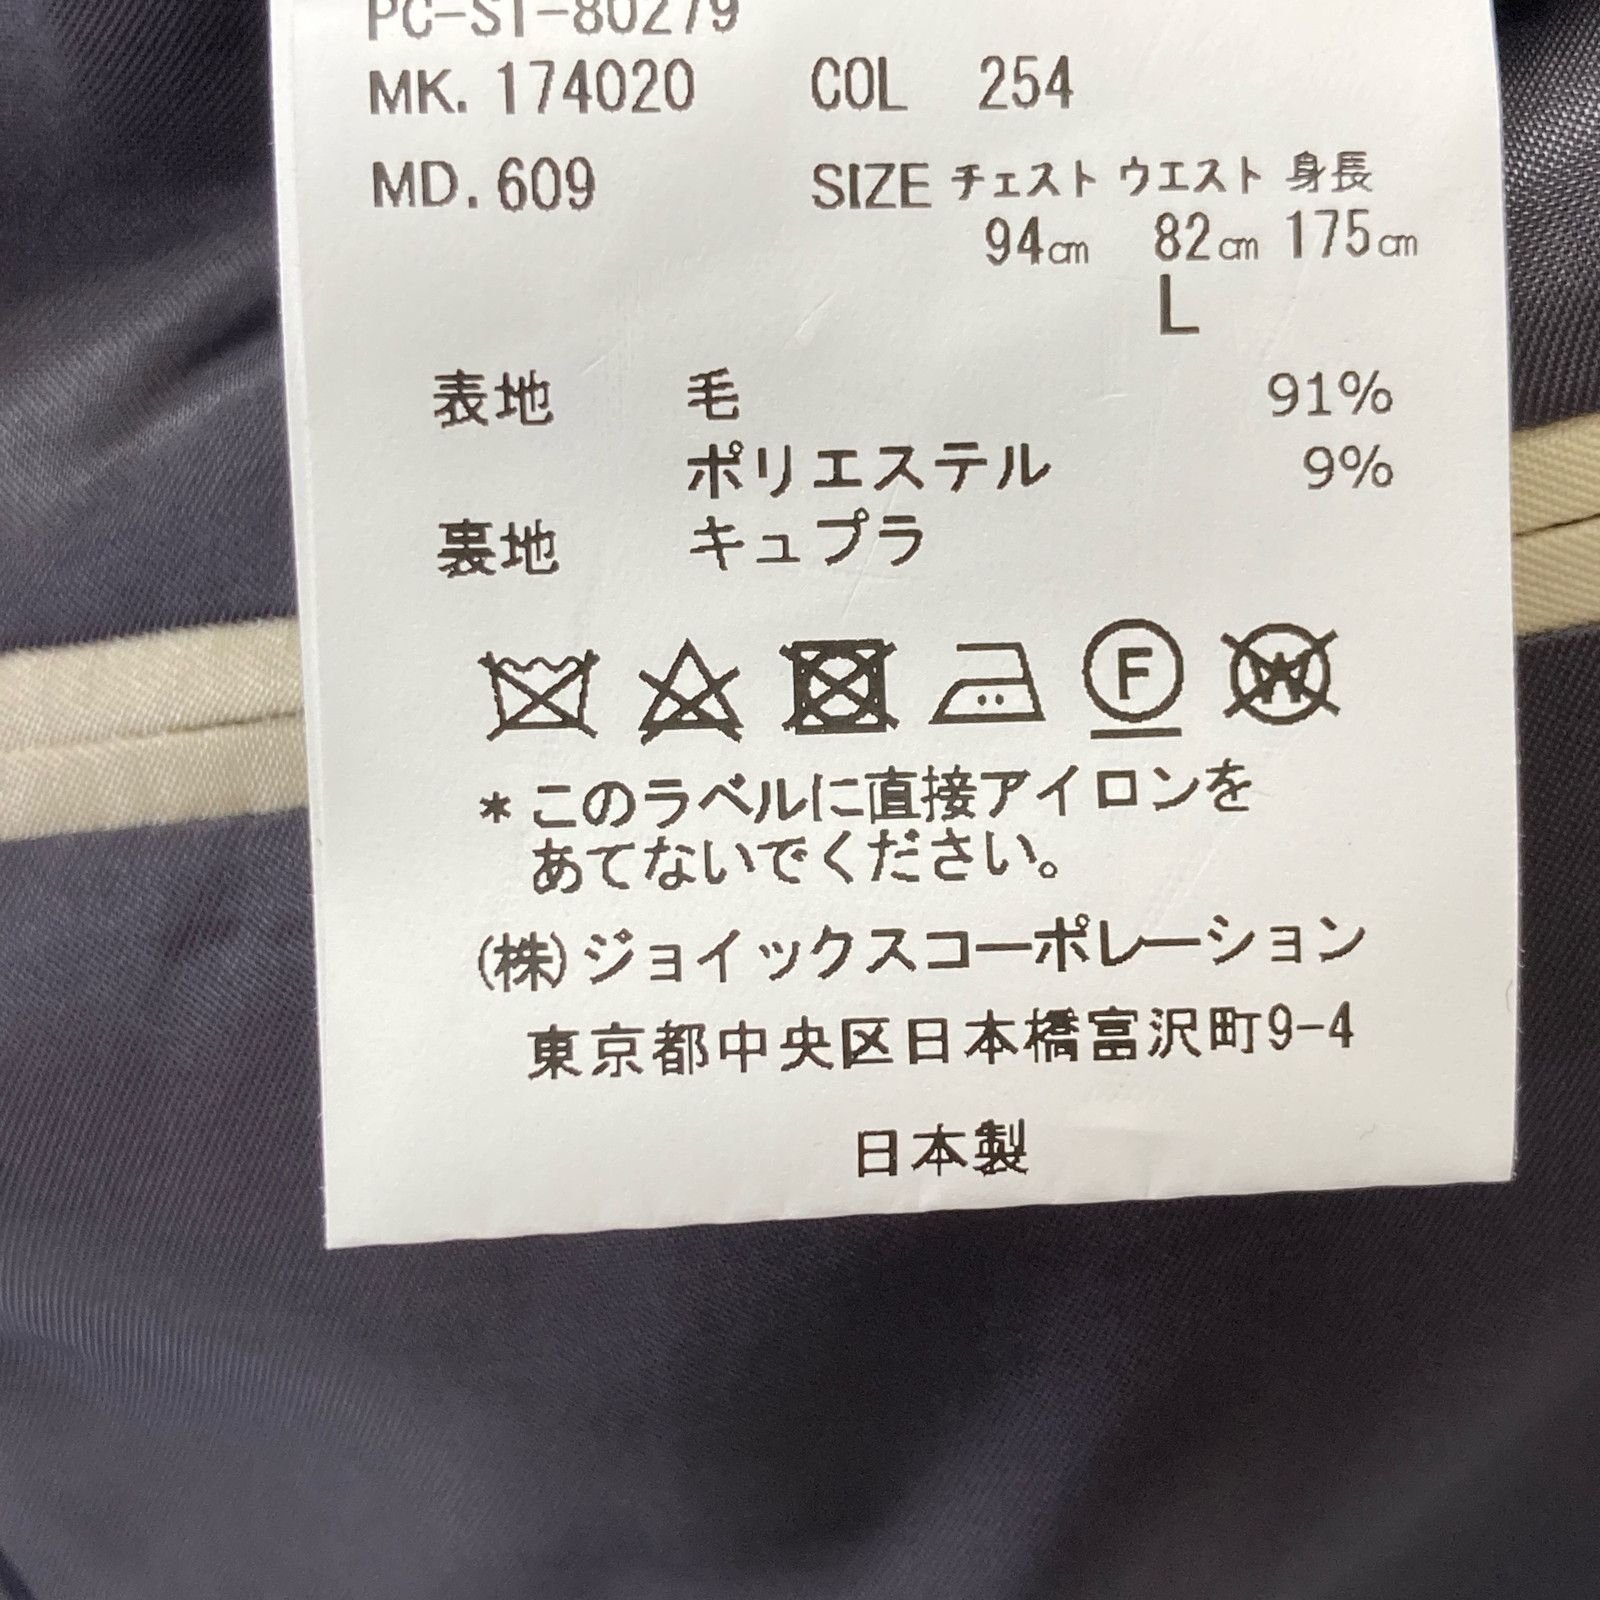 PC-ST-80279
MK. 174020 COL 254
MD. 609 SIZE チェスト ウエスト 身長
94cm 82cm 175cm
L
表地 毛 91%
ポリエステル 9%
裏地 キュプラ
F W
*このラベルに直接アイロンを
あてないでください。
(株)ジョイックスコーポレーション
東京都中央区日本橋富沢町9-4
日本製